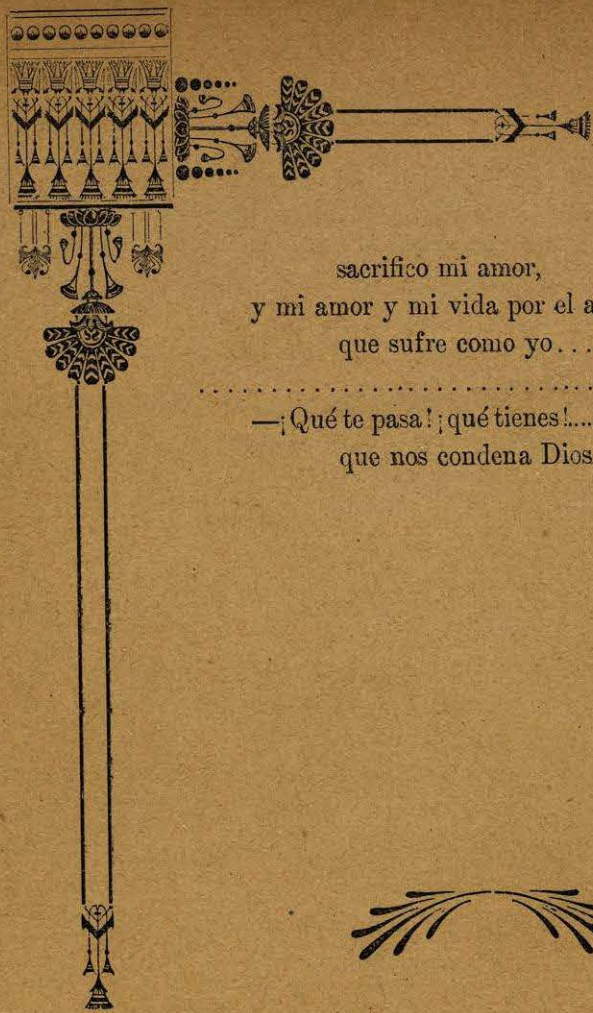 sacrifico mi amor,
y mi amor y mi vida por el a
que sufre como yo...
..............................
—¡Qué te pasa! ¡qué tienes!....
que nos condena Dios